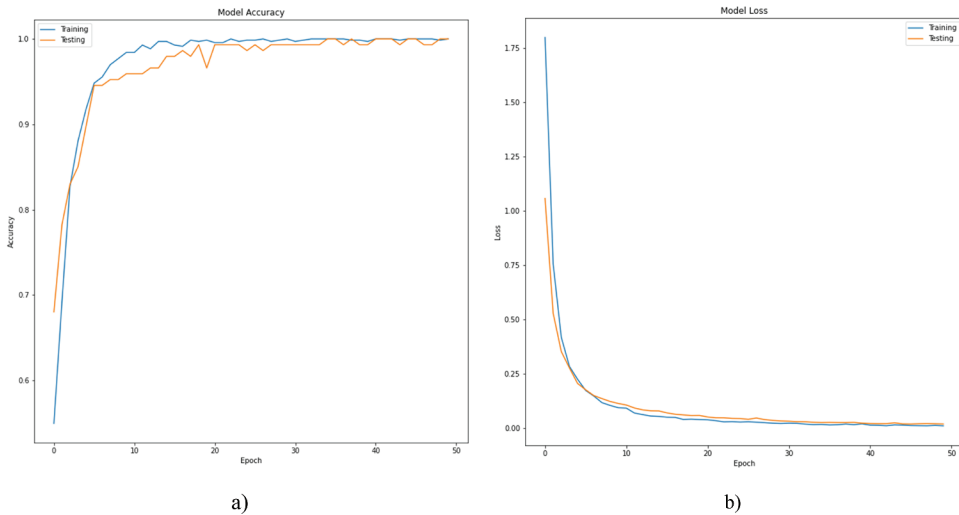 Model Accuracy
Training
Testing
1.0
0.9
0.8
0.7
0.6
Accuracy
0 10 20 30 40 50
Epoch
a)
Model Loss
Training
Testing
1.75
1.50
1.25
1.00
0.75
0.50
0.25
0.00
Loss
0 10 20 30 40 50
Epoch
b)